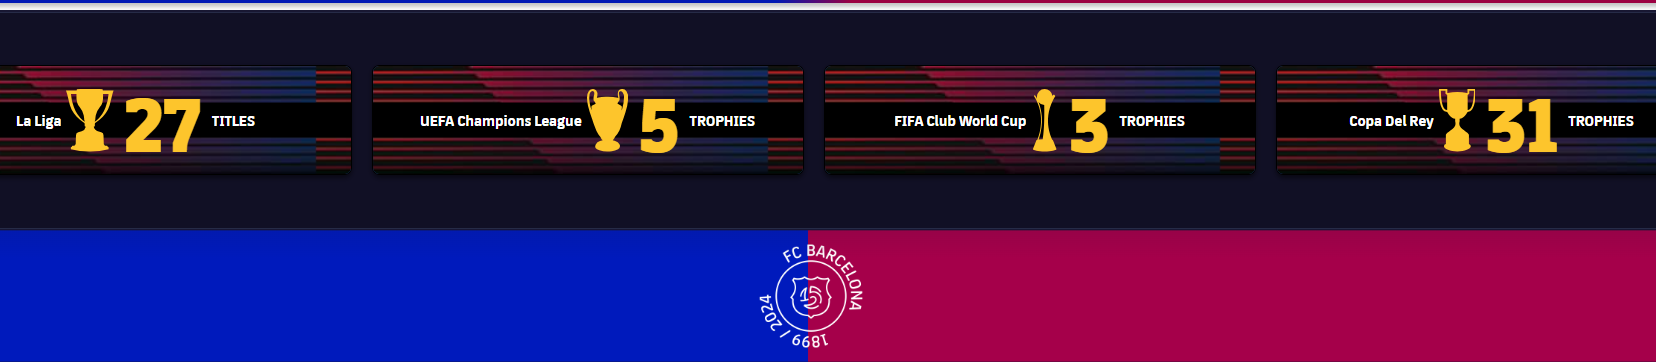 La Liga 27 TITLES
UEFA Champions League 5 TROPHIES
FIFA Club World Cup 3 TROPHIES
Copa Del Rey 31 TROPHIES
FC BARCELONA
15
1899 / 2024